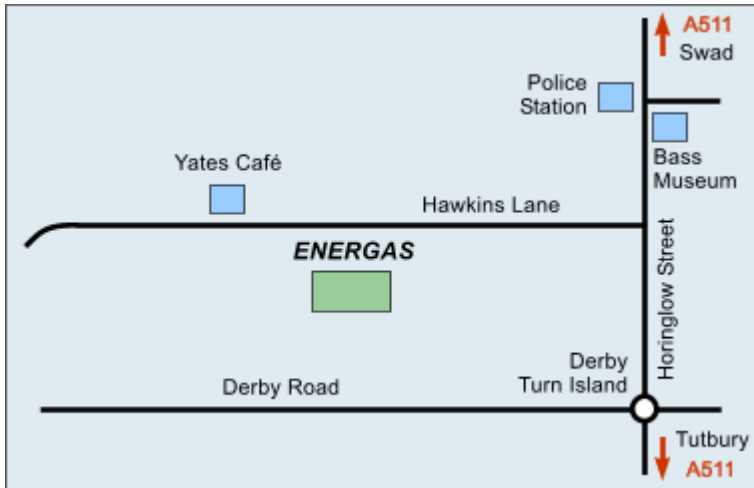 A511
Swad
Police
Station
Bass
Museum
Yates Café
Hawkins Lane
ENERGAS
Horinglow Street
Derby
Turn Island
Derby Road
Tutbury
A511